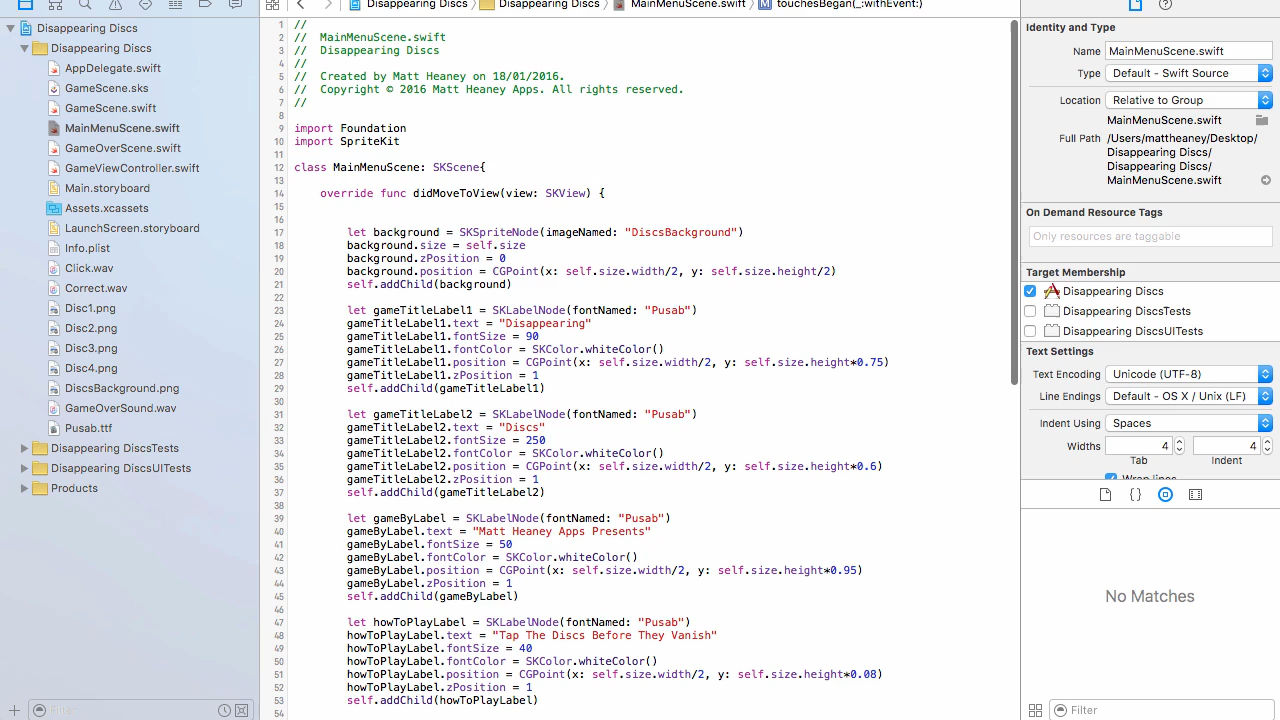 Disappearing Discs
Disappearing Discs
AppDelegate.swift
GameScene.sks
GameScene.swift
MainMenuScene.swift
GameOverScene.swift
GameViewController.swift
Main.storyboard
Assets.xcassets
LaunchScreen.storyboard
Info.plist
Click.wav
Correct.wav
Disc1.png
Disc2.png
Disc3.png
Disc4.png
DiscsBackground.png
GameOverSound.wav
Pusab.ttf
Disappearing DiscsTests
Disappearing DiscsUITests
Products
Filter
Disappearing Discs > Disappearing Discs > MainMenuScene.swift > M touchesBegan(_:withEvent:)
1 //
2 //  MainMenuScene.swift
3 //  Disappearing Discs
4 //
5 //  Created by Matt Heaney on 18/01/2016.
6 //  Copyright © 2016 Matt Heaney Apps. All rights reserved.
7 //
8
9 import Foundation
10 import SpriteKit
11
12 class MainMenuScene: SKScene{
13
14     override func didMoveToView(view: SKView) {
15
16
17         let background = SKSpriteNode(imageNamed: "DiscsBackground")
18         background.size = self.size
19         background.zPosition = 0
20         background.position = CGPoint(x: self.size.width/2, y: self.size.height/2)
21         self.addChild(background)
22
23         let gameTitleLabel1 = SKLabelNode(fontNamed: "Pusab")
24         gameTitleLabel1.text = "Disappearing"
25         gameTitleLabel1.fontSize = 90
26         gameTitleLabel1.fontColor = SKColor.whiteColor()
27         gameTitleLabel1.position = CGPoint(x: self.size.width/2, y: self.size.height*0.75)
28         gameTitleLabel1.zPosition = 1
29         self.addChild(gameTitleLabel1)
30
31         let gameTitleLabel2 = SKLabelNode(fontNamed: "Pusab")
32         gameTitleLabel2.text = "Discs"
33         gameTitleLabel2.fontSize = 250
34         gameTitleLabel2.fontColor = SKColor.whiteColor()
35         gameTitleLabel2.position = CGPoint(x: self.size.width/2, y: self.size.height*0.6)
36         gameTitleLabel2.zPosition = 1
37         self.addChild(gameTitleLabel2)
38
39         let gameByLabel = SKLabelNode(fontNamed: "Pusab")
40         gameByLabel.text = "Matt Heaney Apps Presents"
41         gameByLabel.fontSize = 50
42         gameByLabel.fontColor = SKColor.whiteColor()
43         gameByLabel.position = CGPoint(x: self.size.width/2, y: self.size.height*0.95)
44         gameByLabel.zPosition = 1
45         self.addChild(gameByLabel)
46
47         let howToPlayLabel = SKLabelNode(fontNamed: "Pusab")
48         howToPlayLabel.text = "Tap The Discs Before They Vanish"
49         howToPlayLabel.fontSize = 40
50         howToPlayLabel.fontColor = SKColor.whiteColor()
51         howToPlayLabel.position = CGPoint(x: self.size.width/2, y: self.size.height*0.08)
52         howToPlayLabel.zPosition = 1
53         self.addChild(howToPlayLabel)
54
Identity and Type
Name MainMenuScene.swift
Type Default - Swift Source
Location Relative to Group
MainMenuScene.swift
Full Path /Users/mattheaney/Desktop/
Disappearing Discs/
Disappearing Discs/
MainMenuScene.swift
On Demand Resource Tags
Only resources are taggable
Target Membership
Disappearing Discs
Disappearing DiscsTests
Disappearing DiscsUITests
Text Settings
Text Encoding Unicode (UTF-8)
Line Endings Default - OS X / Unix (LF)
Indent Using Spaces
Widths 4 4
Tab Indent
Wrap lines
No Matches
Filter